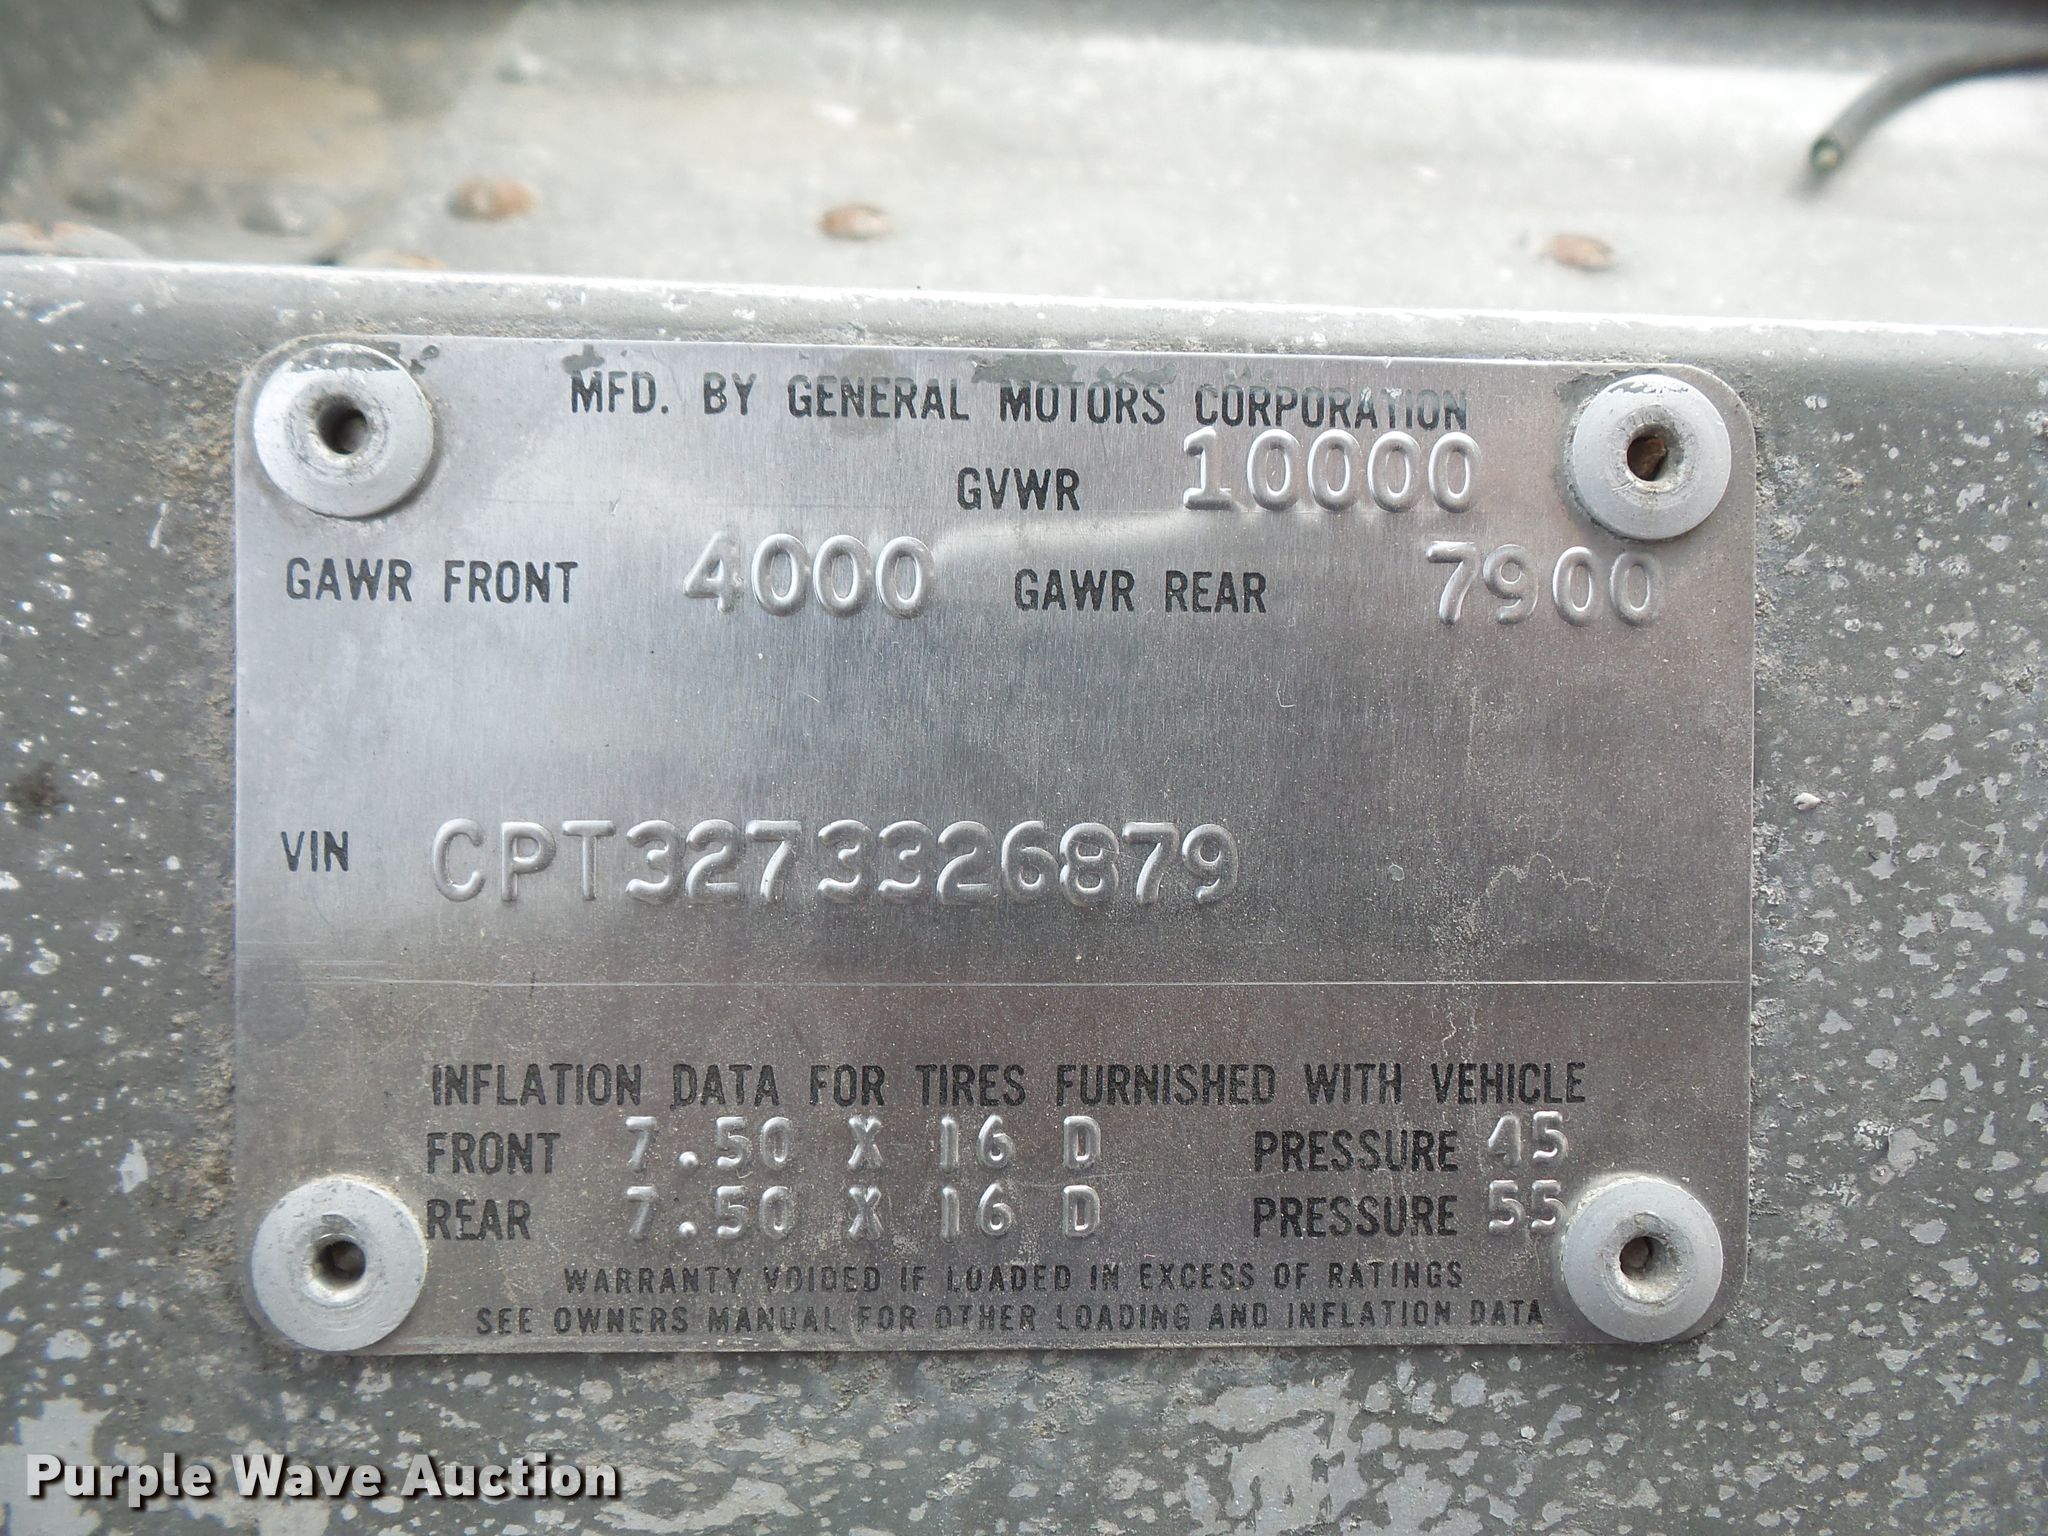 MFD. BY GENERAL MOTORS CORPORATION
GVWR 10000
GAWR FRONT 4000 GAWR REAR 7900
VIN CPT3273326879
INFLATION DATA FOR TIRES FURNISHED WITH VEHICLE
FRONT 7.50 X 16 D PRESSURE 45
REAR 7.50 X 16 D PRESSURE 55
WARRANTY VOIDED IF LOADED IN EXCESS OF RATINGS
SEE OWNERS MANUAL FOR OTHER LOADING AND INFLATION DATA
Purple Wave Auction